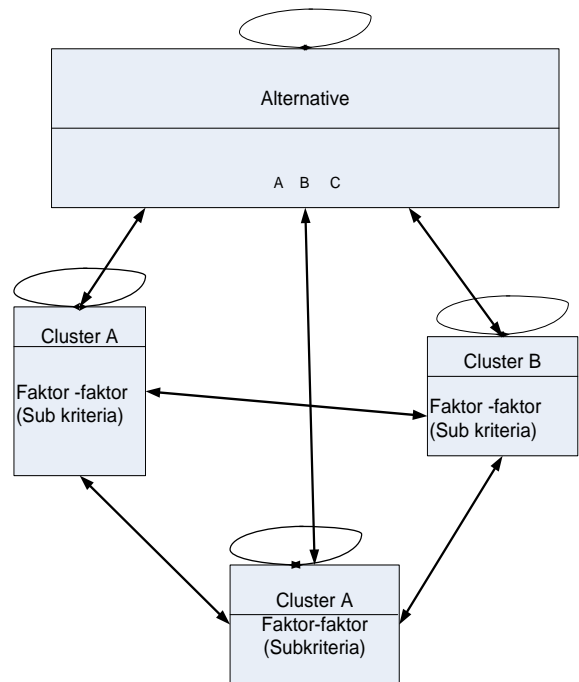 Alternative
A B C
Cluster A
Faktor -faktor
(Sub kriteria)
Cluster B
Faktor -faktor
(Sub kriteria)
Cluster A
Faktor-faktor
(Subkriteria)